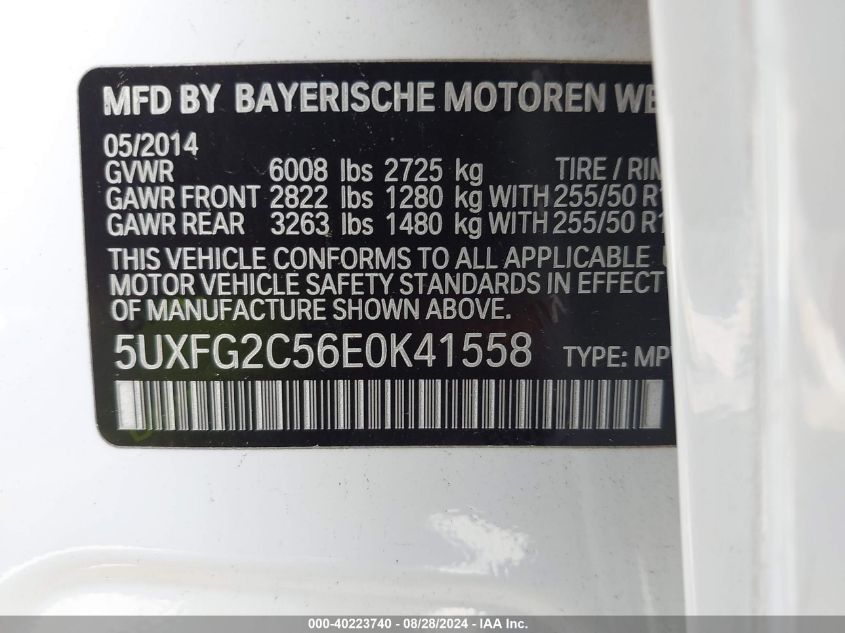 MFD BY BAYERISCHE MOTOREN WE
05/2014
GVWR 6008 lbs 2725 kg TIRE / RIM
GAWR FRONT 2822 lbs 1280 kg WITH 255/50 R1
GAWR REAR 3263 lbs 1480 kg WITH 255/50 R1
THIS VEHICLE CONFORMS TO ALL APPLICABLE
MOTOR VEHICLE SAFETY STANDARDS IN EFFECT
OF MANUFACTURE SHOWN ABOVE.
5UXFG2C56E0K41558 TYPE: MP
000-40223740 - 08/28/2024 - IAA Inc.